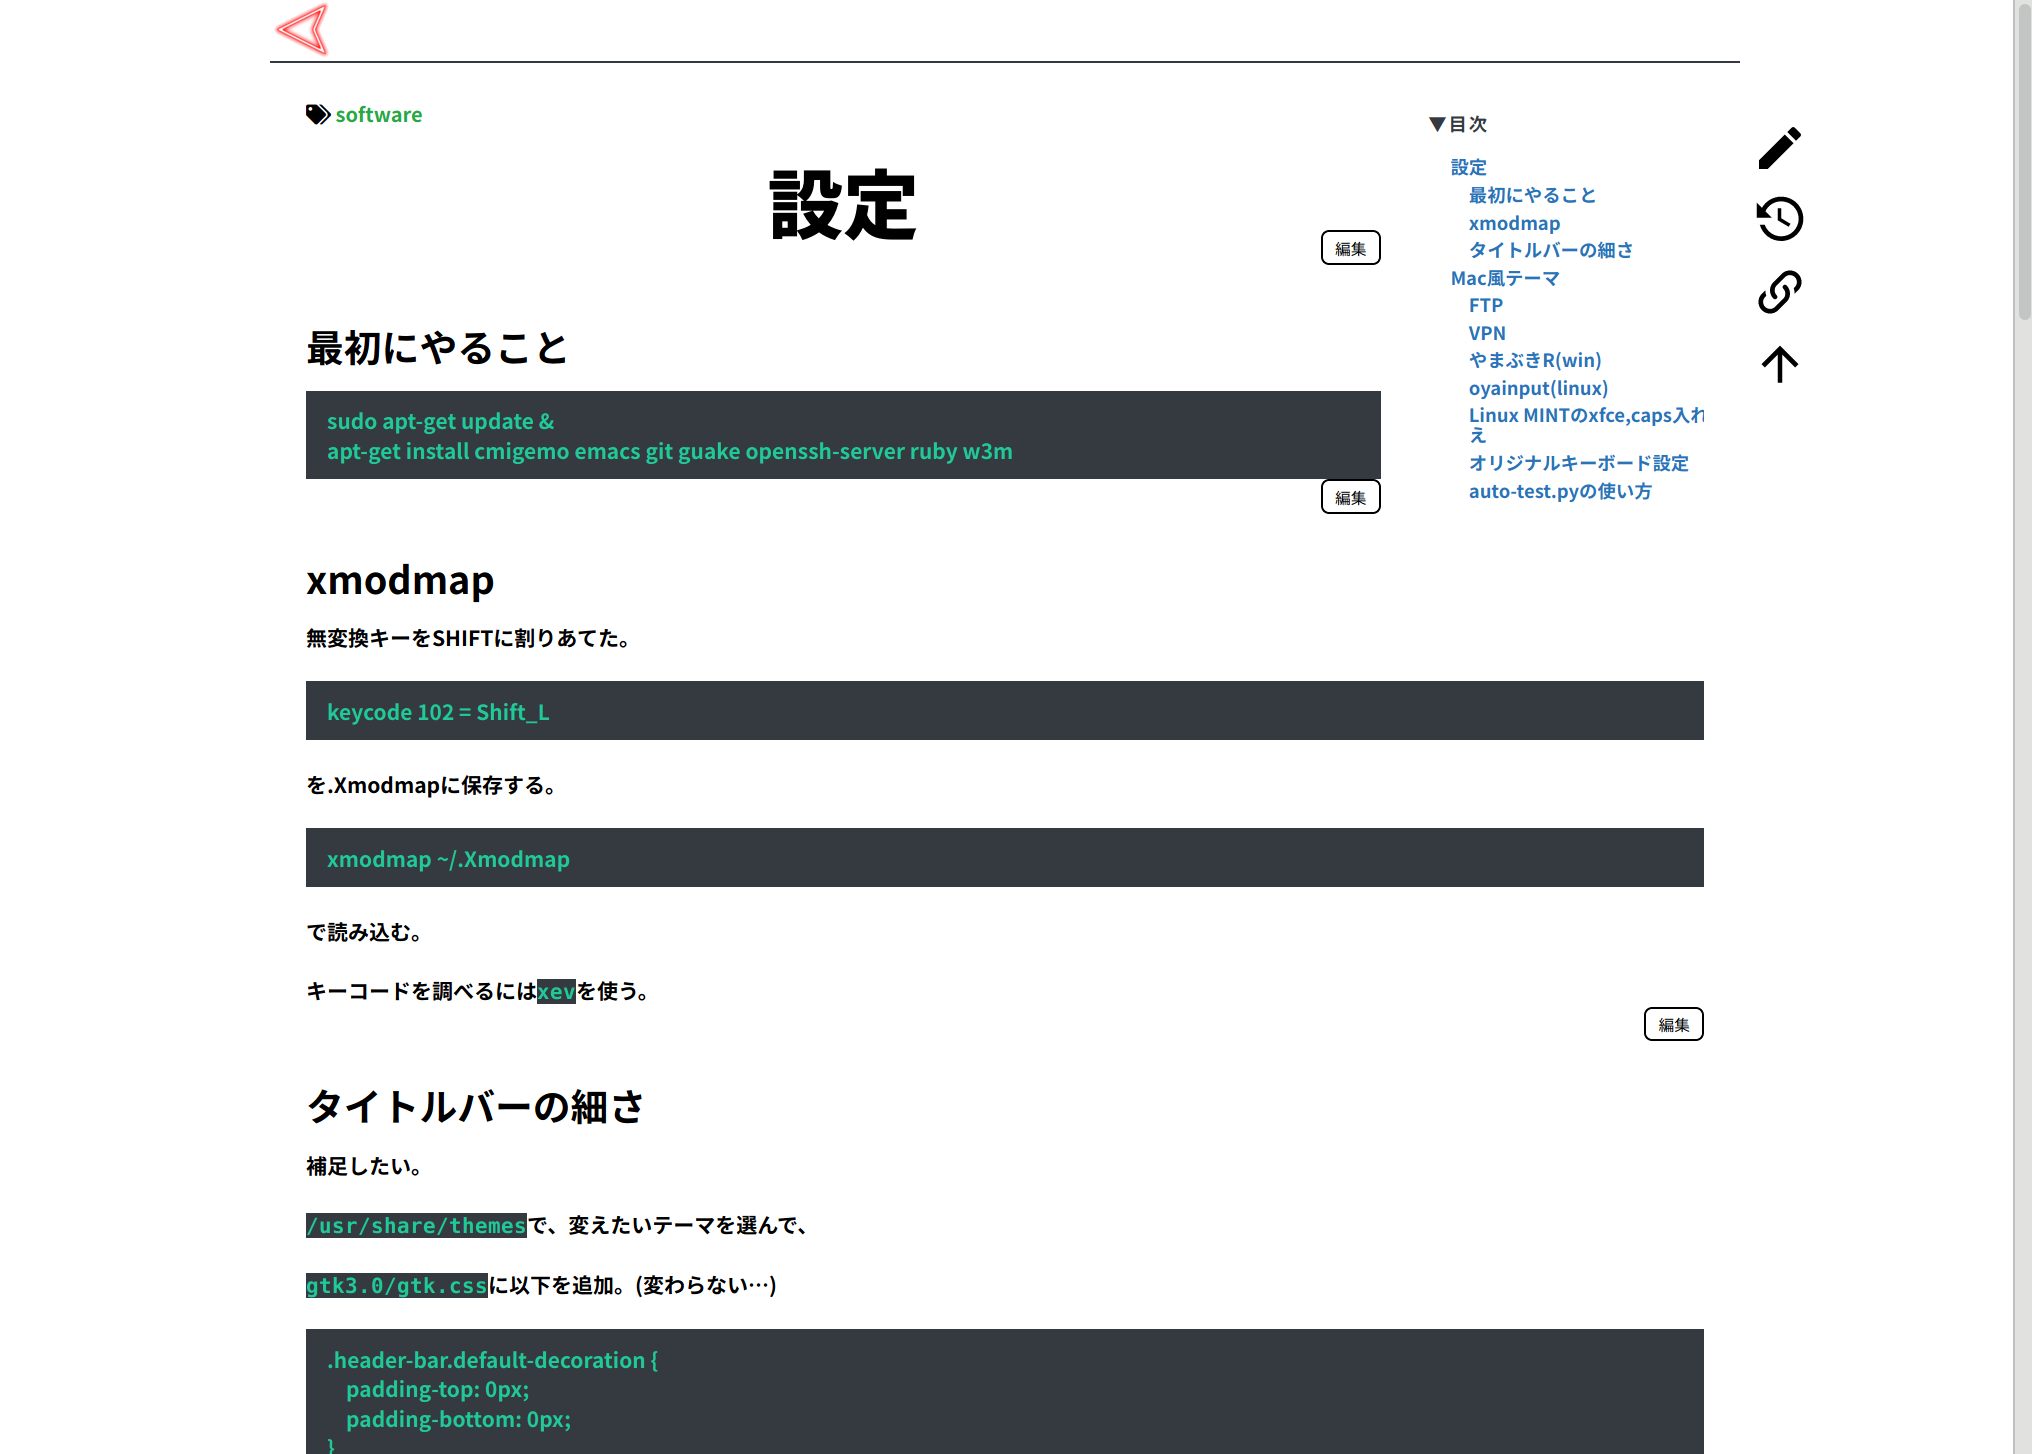 software
設定
編集
最初にやること
sudo apt-get update &
apt-get install cmigemo emacs git guake openssh-server ruby w3m
編集
▼目次
設定
最初にやること
xmodmap
タイトルバーの細さ
Mac風テーマ
FTP
VPN
やまぶきR(win)
oyainput(linux)
Linux MINTのxfce,caps入れ
え
オリジナルキーボード設定
auto-test.pyの使い方
xmodmap
無変換キーをSHIFTに割りあてた。
keycode 102 = Shift_L
を.Xmodmapに保存する。
xmodmap ~/.Xmodmap
で読み込む。
キーコードを調べるにはxevを使う。
編集
タイトルバーの細さ
補足したい。
/usr/share/themesで、変えたいテーマを選んで、
gtk3.0/gtk.cssに以下を追加。(変わらない…)
.header-bar.default-decoration {
padding-top: 0px;
padding-bottom: 0px;
}